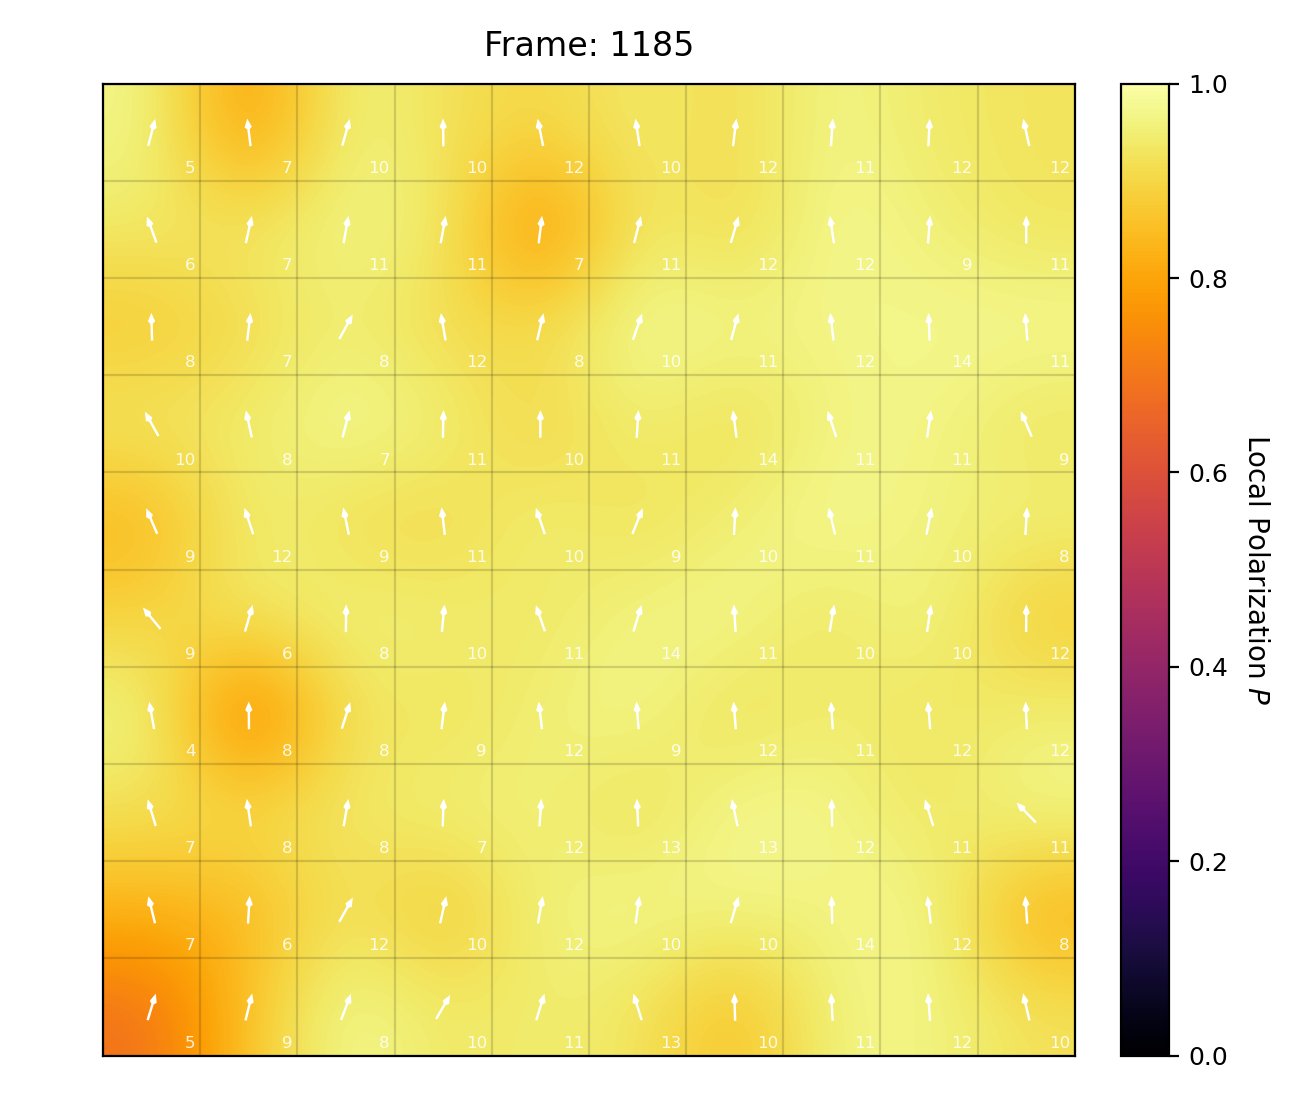 Frame: 1185
5 7 10 10 12 10 12 11 12 12
6 7 11 11 7 11 12 12 9 11
8 7 8 12 8 10 11 12 14 11
10 8 7 11 10 11 14 11 11 9
9 12 9 11 10 9 10 11 10 8
9 6 8 10 11 14 11 10 10 12
4 8 8 9 12 9 12 11 12 12
7 8 8 7 12 13 13 12 11 11
7 6 12 10 12 10 10 14 12 8
5 9 8 10 11 13 10 11 12 10
1.0
0.8
0.6
0.4
0.2
0.0
Local Polarization P